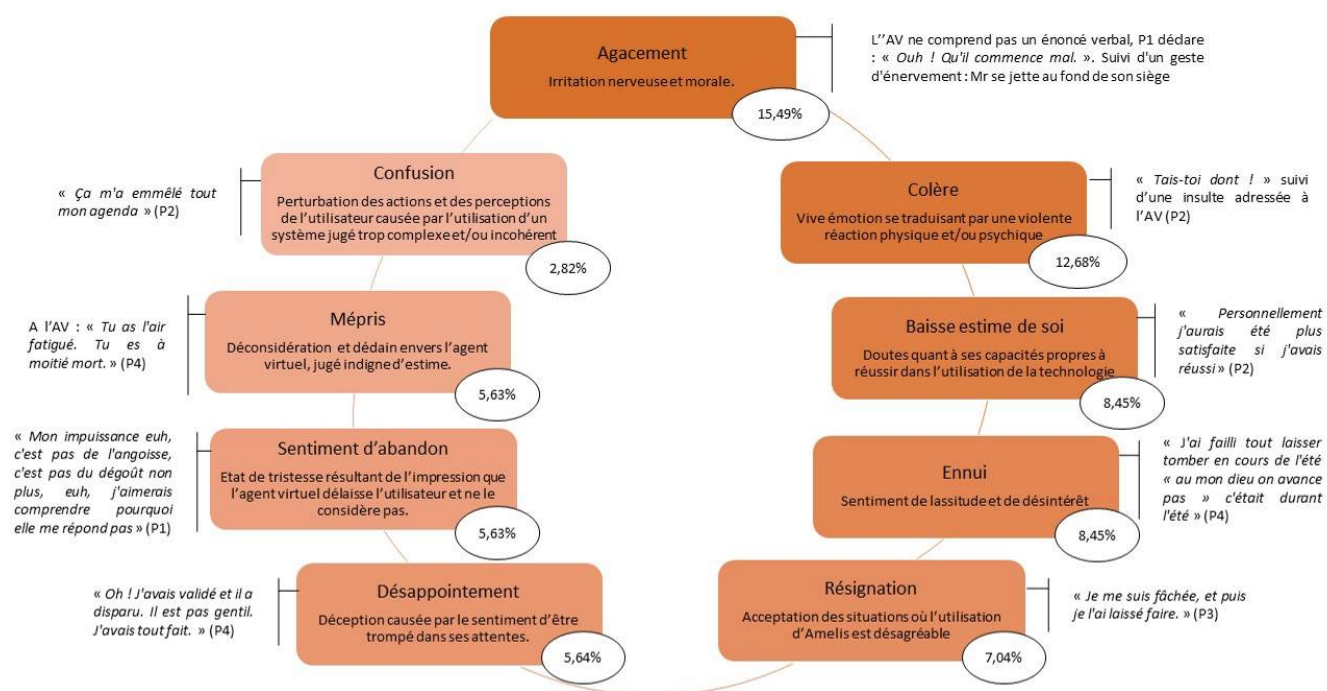 Agacement
Irritation nerveuse et morale.
15,49%
L''AV ne comprend pas un énoncé verbal, P1 déclare
: « Ouh ! Qu'il commence mal. ». Suivi d'un geste
d'énervement : Mr se jette au fond de son siège
Colère
Vive émotion se traduisant par une violente
réaction physique et/ou psychique
12,68%
« Tais-toi dont ! » suivi
d'une insulte adressée à
l'AV (P2)
Baisse estime de soi
Doutes quant à ses capacités propres à
réussir dans l'utilisation de la technologie
8,45%
« Personnellement
j'aurais été plus
satisfaite si j'avais
réussi » (P2)
Ennui
Sentiment de lassitude et de désintérêt
8,45%
« J'ai failli tout laisser
tomber en cours de l'été
« au mon dieu on avance
pas » c'était durant
l'été » (P4)
Résignation
Acceptation des situations où l'utilisation
d'Amelis est désagréable
7,04%
« Je me suis fâchée, et puis
je l'ai laissé faire. » (P3)
Désappointement
Déception causée par le sentiment d'être
trompé dans ses attentes.
5,64%
« Oh ! J'avais validé et il a
disparu. Il est pas gentil.
J'avais tout fait. » (P4)
Sentiment d'abandon
Etat de tristesse résultant de l'impression que
l'agent virtuel délaisse l'utilisateur et ne le
considère pas.
5,63%
« Mon impuissance euh,
c'est pas de l'angoisse,
c'est pas du dégoût non
plus, euh, j'aimerais
comprendre pourquoi
elle me répond pas » (P1)
Mépris
Déconsidération et dédain envers l'agent
virtuel, jugé indigne d'estime.
5,63%
A l'AV : « Tu as l'air
fatigué. Tu es à
moitié mort. » (P4)
Confusion
Perturbation des actions et des perceptions
de l'utilisateur causée par l'utilisation d'un
système jugé trop complexe et/ou incohérent
2,82%
« Ça m'a emmêlé tout
mon agenda » (P2)